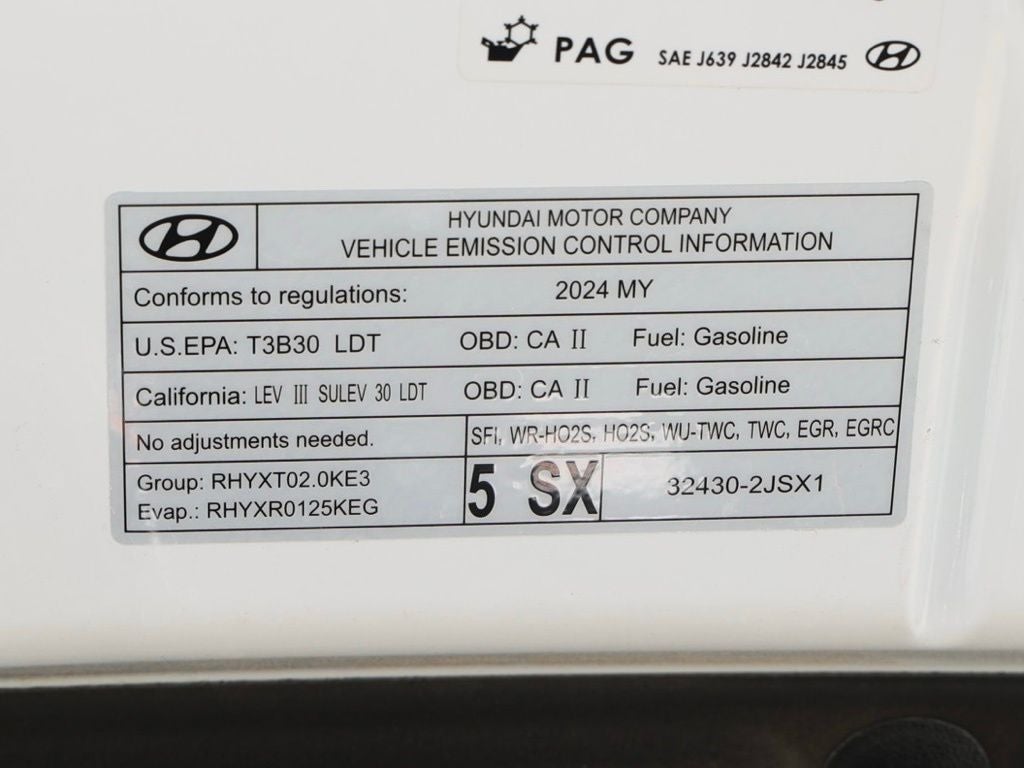 PAG SAE J639 J2842 J2845
HYUNDAI MOTOR COMPANY
VEHICLE EMISSION CONTROL INFORMATION
Conforms to regulations: 2024 MY
U.S.EPA: T3B30 LDT OBD: CA II Fuel: Gasoline
California: LEV III SULEV 30 LDT OBD: CA II Fuel: Gasoline
No adjustments needed. SFI, WR-HO2S, HO2S, WU-TWC, TWC, EGR, EGRC
Group: RHYXT02.0KE3
Evap.: RHYXR0125KEG
5 SX 32430-2JSX1